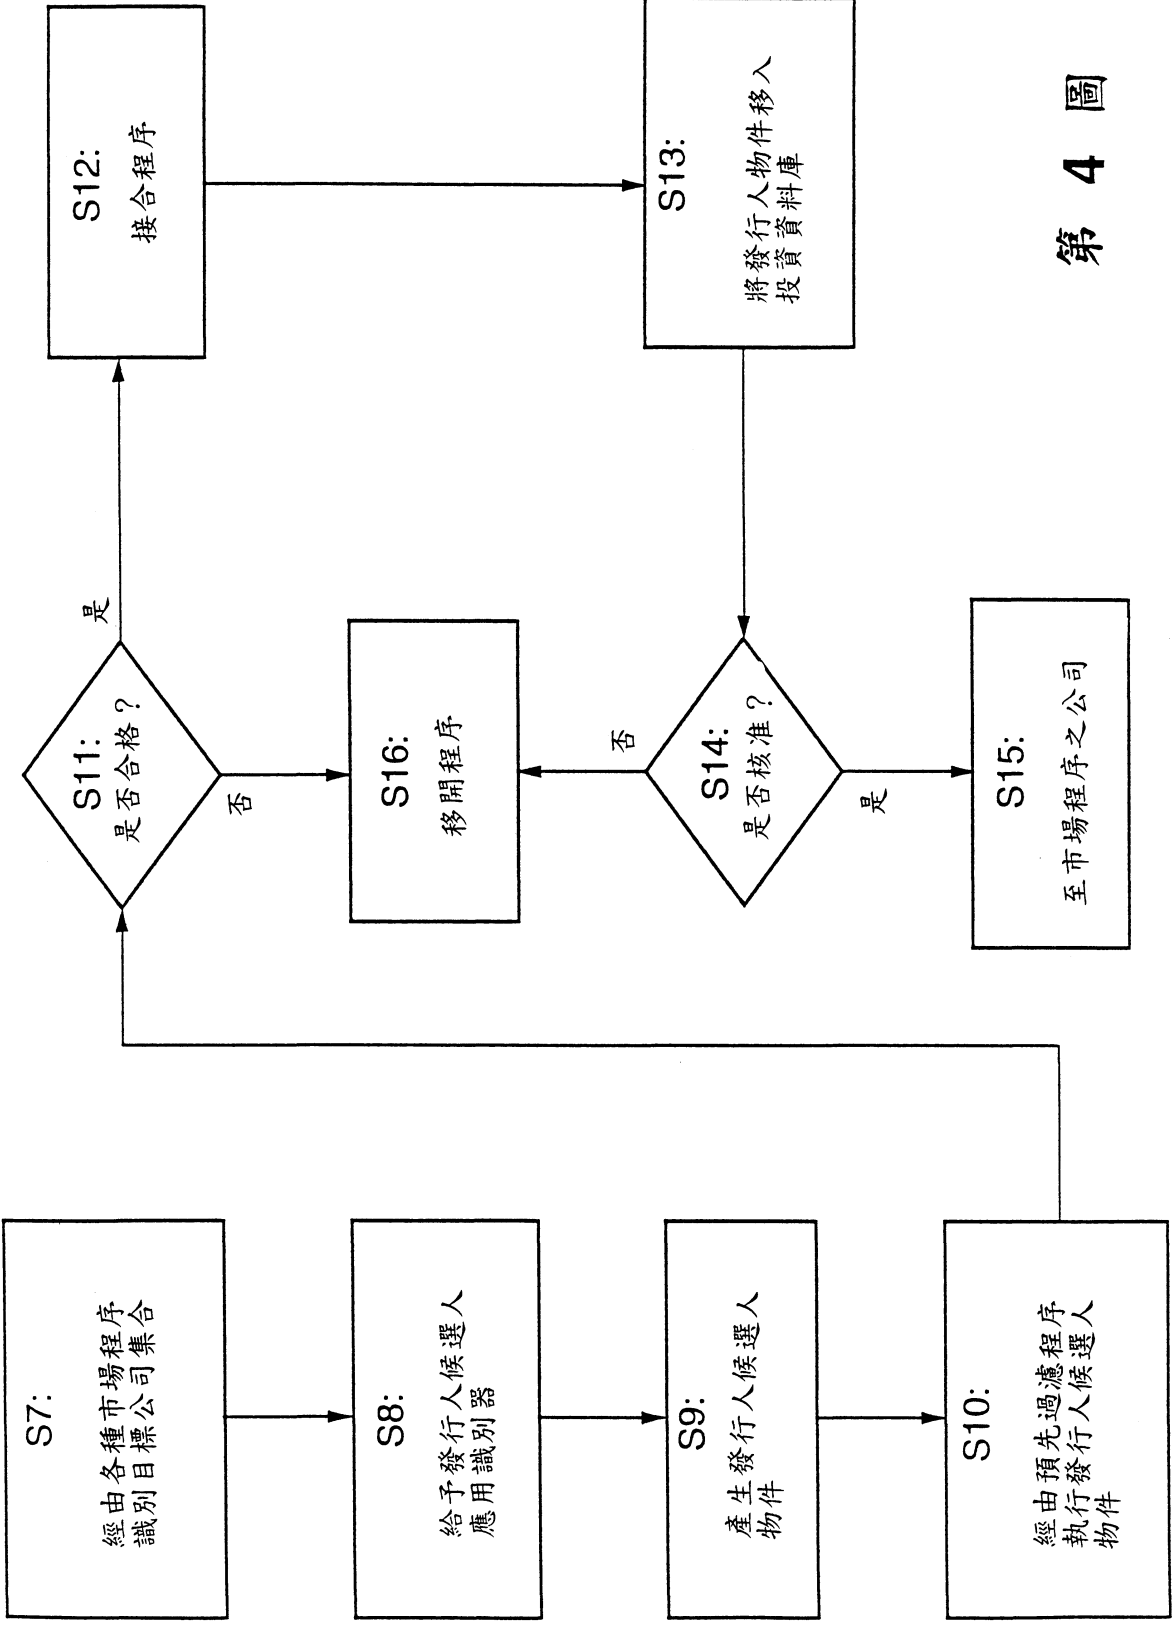 S7:
經由各種市場程序
識別目標公司集合
S8:
給予發行人候選人
應用識別器
S9:
產生發行人候選人
物件
S10:
經由預先過濾程序
執行發行人候選人
物件
S11:
是否合格？
是
否
S12:
接合程序
S13:
將發行人物件移入
投資資料庫
S14:
是否核准？
否
是
S15:
至市場程序之公司
S16:
移開程序
第 4 圖